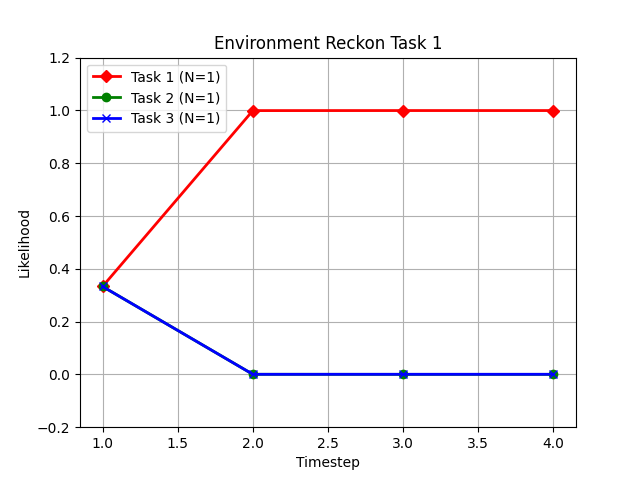 Environment Reckon Task 1
Task 1 (N=1)
Task 2 (N=1)
Task 3 (N=1)
Likelihood
1.2
1.0
0.8
0.6
0.4
0.2
0.0
−0.2
1.0 1.5 2.0 2.5 3.0 3.5 4.0
Timestep